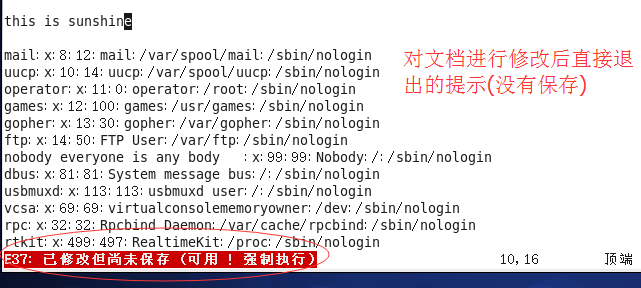 this is sunshine
mail:x:8:12:mail:/var/spool/mail:/sbin/nologin
uucp:x:10:14:uucp:/var/spool/uucp:/sbin/nologin
operator:x:11:0:operator:/root:/sbin/nologin
games:x:12:100:games:/usr/games:/sbin/nologin
gopher:x:13:30:gopher:/var/gopher:/sbin/nologin
ftp:x:14:50:FTP User:/var/ftp:/sbin/nologin
nobody everyone is any body   :x:99:99:Nobody:/:/sbin/nologin
dbus:x:81:81:System message bus:/:/sbin/nologin
usbmuxd:x:113:113:usbmuxd user:/:/sbin/nologin
vcsa:x:69:69:virtualconsolememoryowner:/dev:/sbin/nologin
rpc:x:32:32:Rpcbind Daemon:/var/cache/rpcbind:/sbin/nologin
rtkit:x:499:497:RealtimeKit:/proc:/sbin/nologin
E37: 已修改但尚未保存 (可用 ! 强制执行) 10,16 顶端
对文档进行修改后直接退
出的提示(没有保存)